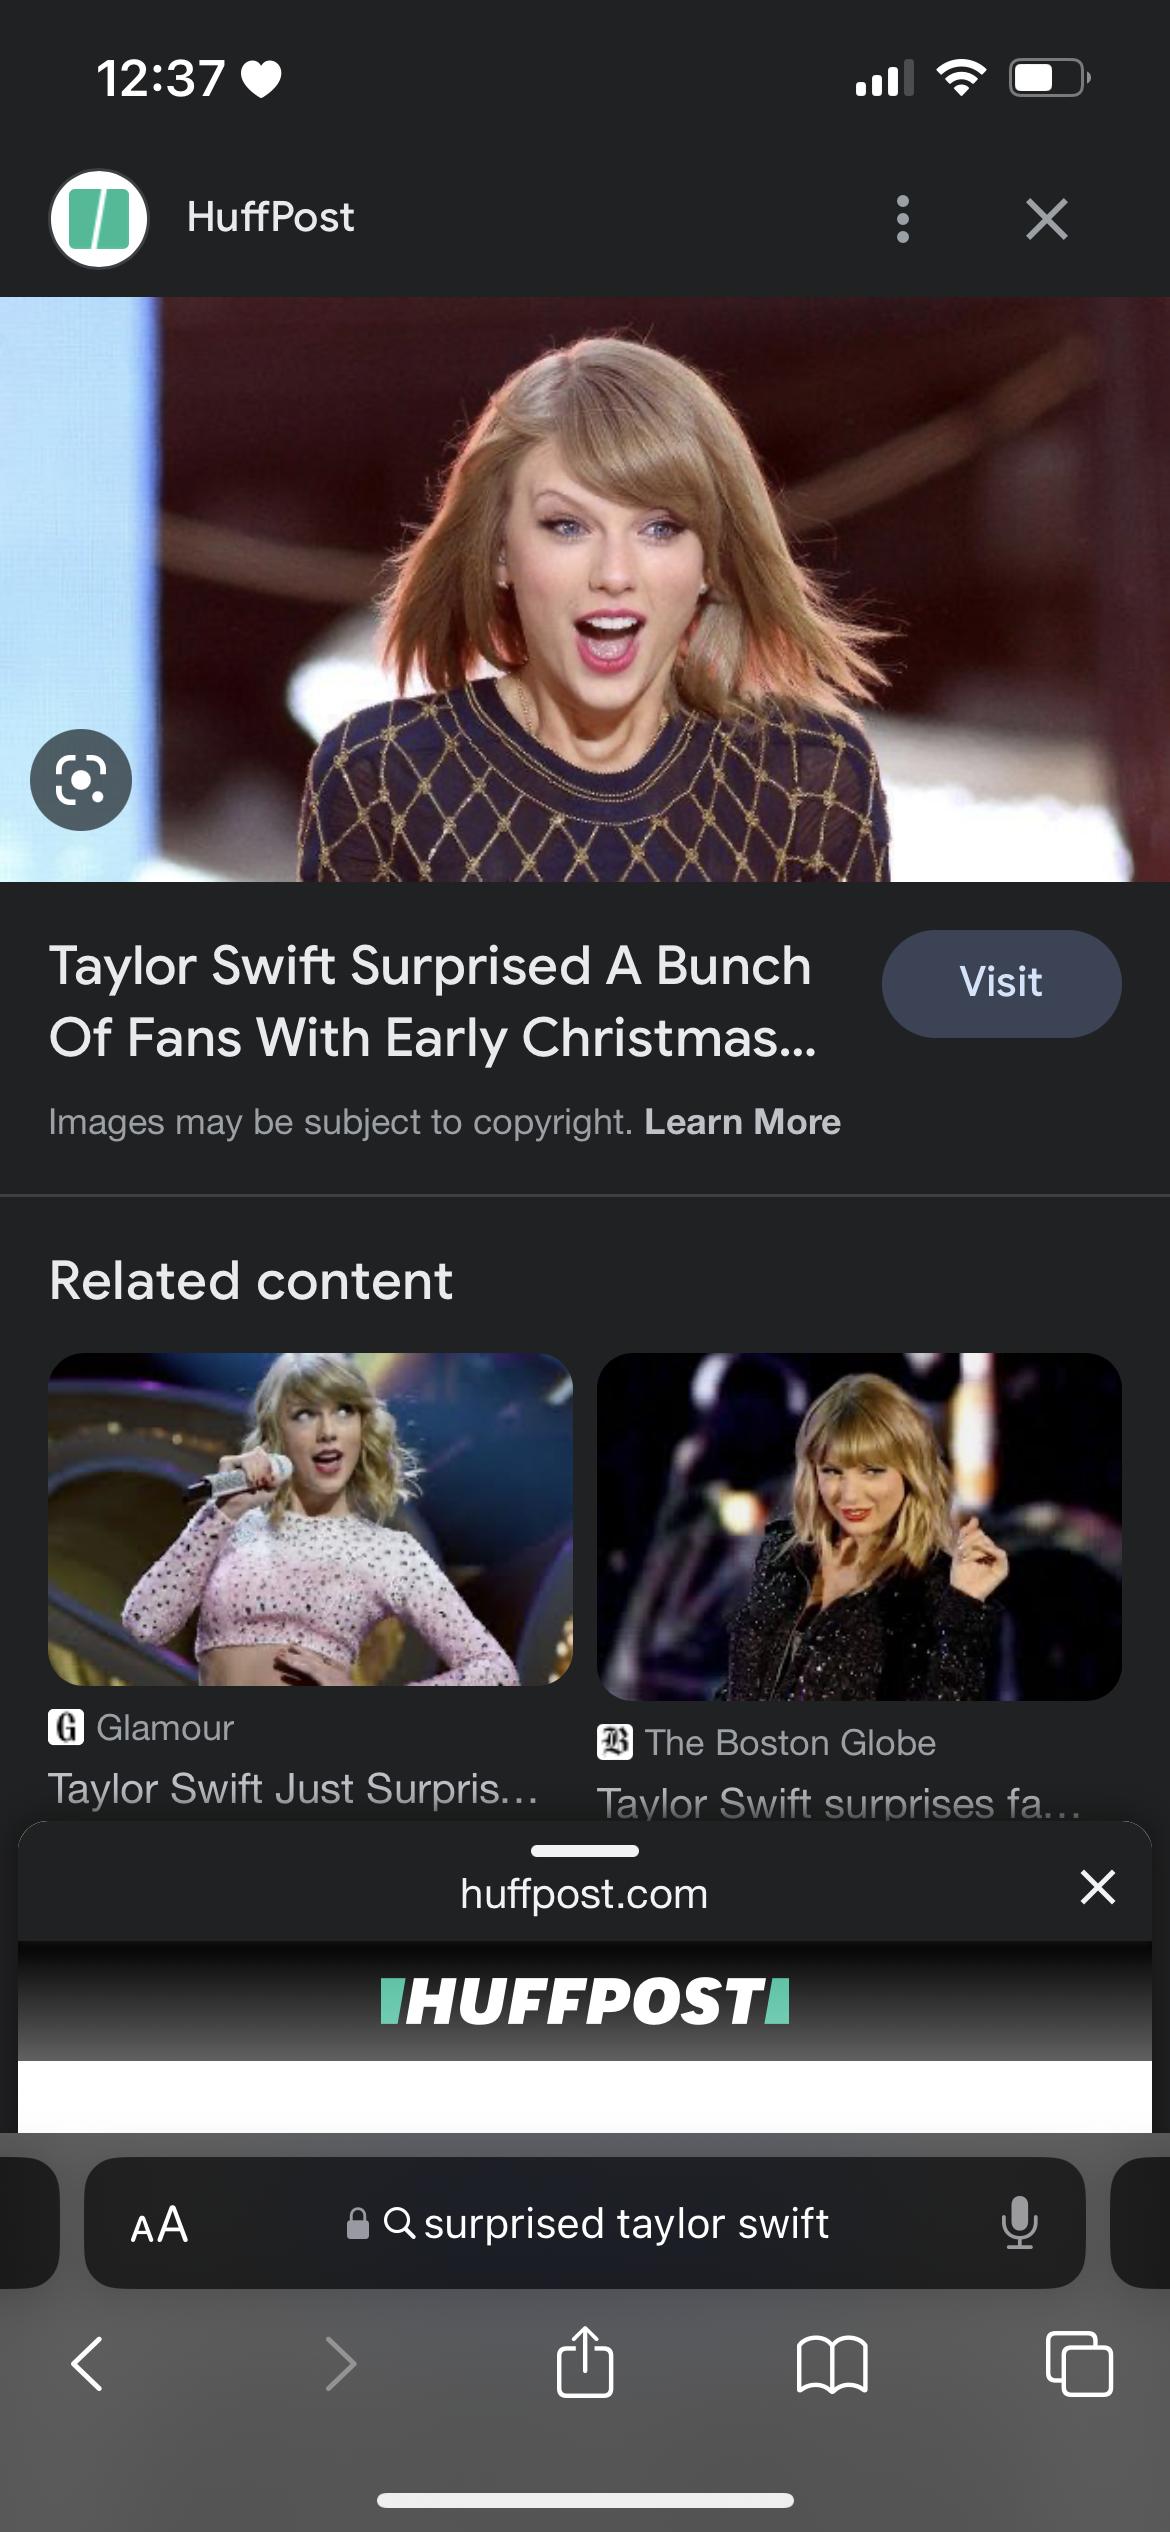 12:37
HuffPost
Taylor Swift Surprised A Bunch
Of Fans With Early Christmas...
Visit
Images may be subject to copyright. Learn More
Related content
G Glamour
Taylor Swift Just Surpris...
B The Boston Globe
Taylor Swift surprises fa...
huffpost.com
HUFFPOST
AA
surprised taylor swift